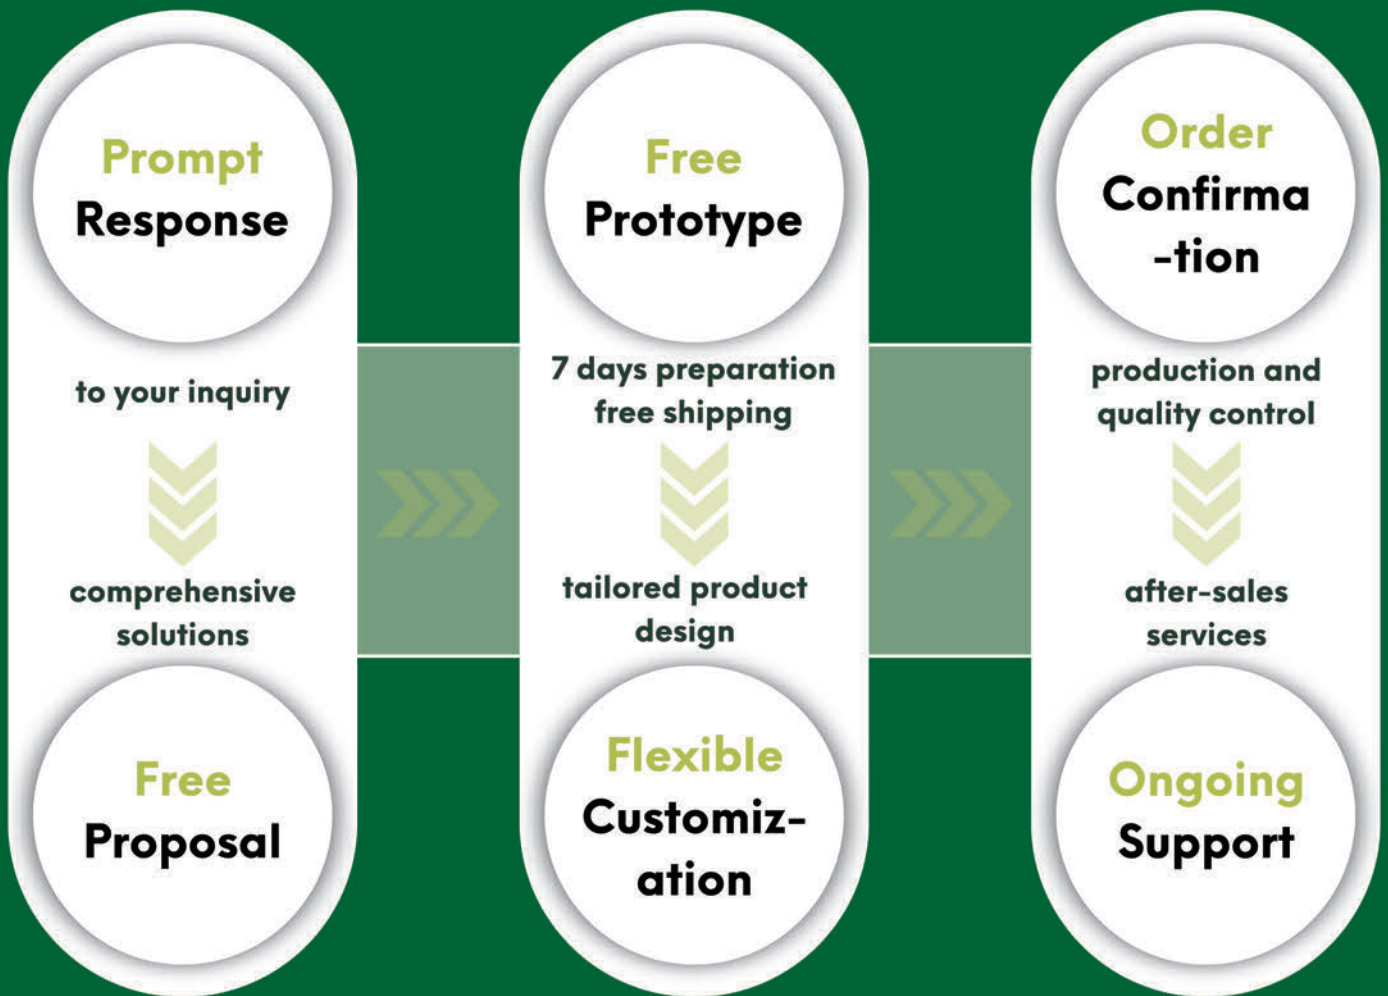 Prompt
Response
to your inquiry
comprehensive
solutions
Free
Proposal
Free
Prototype
7 days preparation
free shipping
tailored product
design
Flexible
Customiz-
ation
Order
Confirma
-tion
production and
quality control
after-sales
services
Ongoing
Support